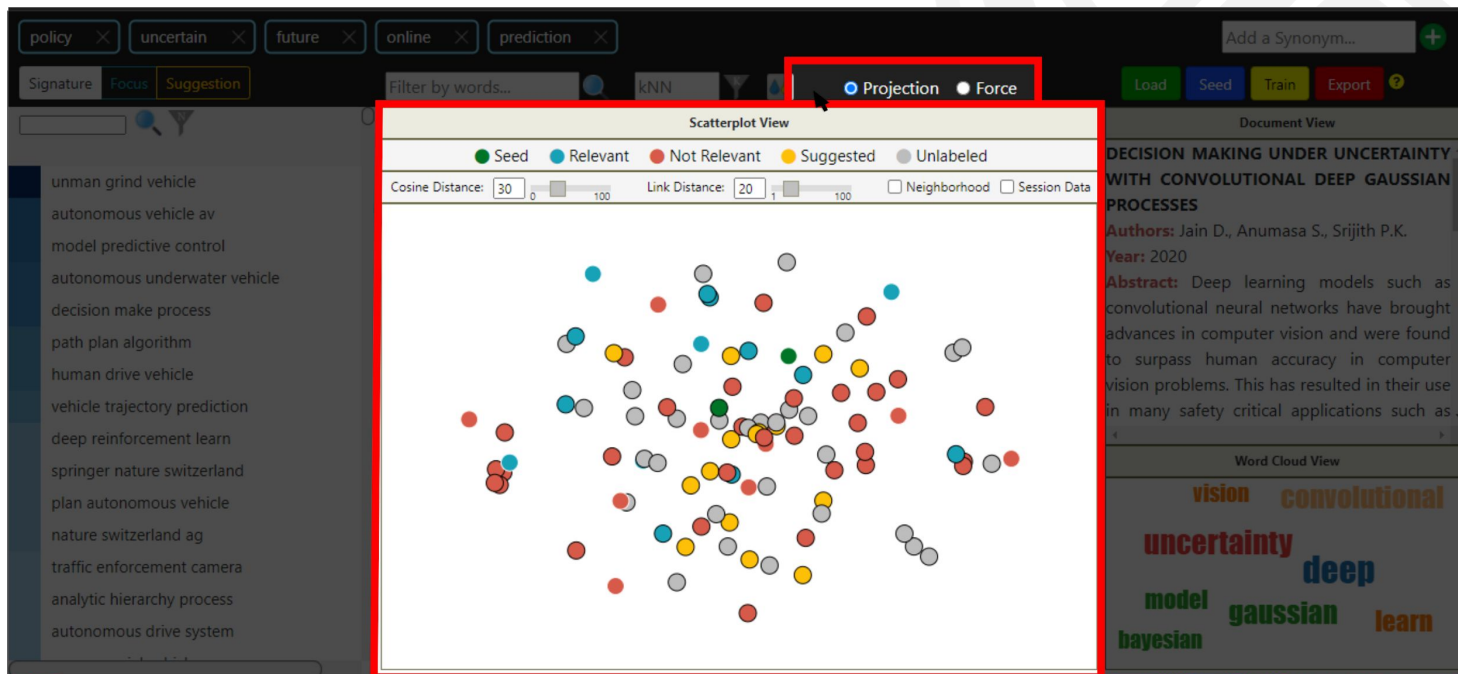 policy × uncertain × future × online × prediction × Add a Synonym...
Signature Focus Suggestion Filter by words... kNN Projection Force Load Seed Train Export ?
Scatterplot View
Seed Relevant Not Relevant Suggested Unlabeled
Cosine Distance: 30 0 100 Link Distance: 20 1 100 Neighborhood Session Data
unman grind vehicle
autonomous vehicle av
model predictive control
autonomous underwater vehicle
decision make process
path plan algorithm
human drive vehicle
vehicle trajectory prediction
deep reinforcement learn
springer nature switzerland
plan autonomous vehicle
nature switzerland ag
traffic enforcement camera
analytic hierarchy process
autonomous drive system
Document View
DECISION MAKING UNDER UNCERTAINTY
WITH CONVOLUTIONAL DEEP GAUSSIAN
PROCESSES
Authors: Jain D., Anumasa S., Srijith P.K.
Year: 2020
Abstract: Deep learning models such as
convolutional neural networks have brought
advances in computer vision and were found
to surpass human accuracy in computer
vision problems. This has resulted in their use
in many safety critical applications such as
Word Cloud View
vision convolutional
uncertainty
deep
model gaussian learn
bayesian